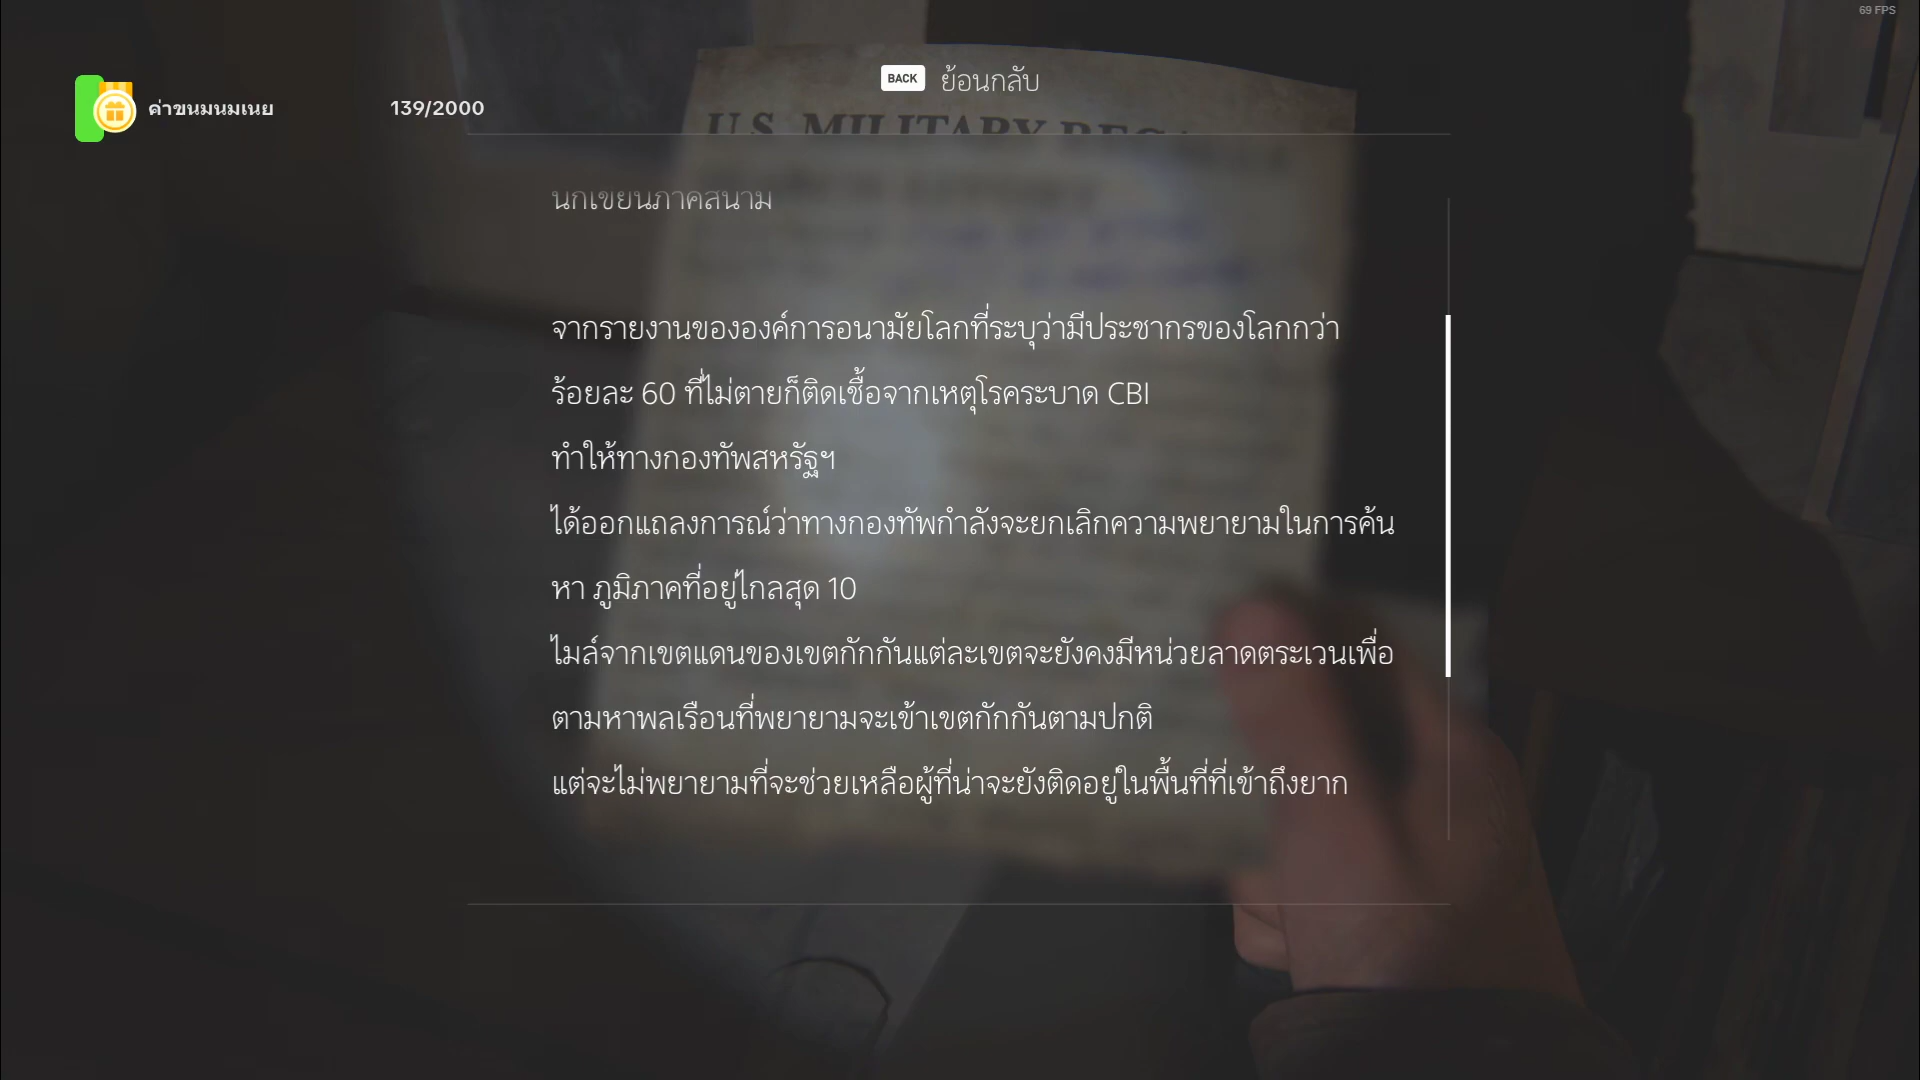 69 FPS
BACK ย้อนกลับ
ค่าขนมนมเนย 139/2000
U.S. MILITARY
นักเขียนภาคสนาม
จากรายงานขององค์การอนามัยโลกที่ระบุว่ามีประชากรของโลกกว่า
ร้อยละ 60 ที่ไม่ตายก็ติดเชื้อจากเหตุโรคระบาด CBI
ทำให้ทางกองทัพสหรัฐฯ
ได้ออกแถลงการณ์ว่าทางกองทัพกำลังจะยกเลิกความพยายามในการค้น
หา ภูมิภาคที่อยู่ไกลสุด 10
ไมล์จากเขตแดนของเขตกักกันแต่ละเขตจะยังคงมีหน่วยลาดตระเวนเพื่อ
ตามหาพลเรือนที่พยายามจะเข้าเขตกักกันตามปกติ
แต่จะไม่พยายามที่จะช่วยเหลือผู้ที่น่าจะยังติดอยู่ในพื้นที่ที่เข้าถึงยาก